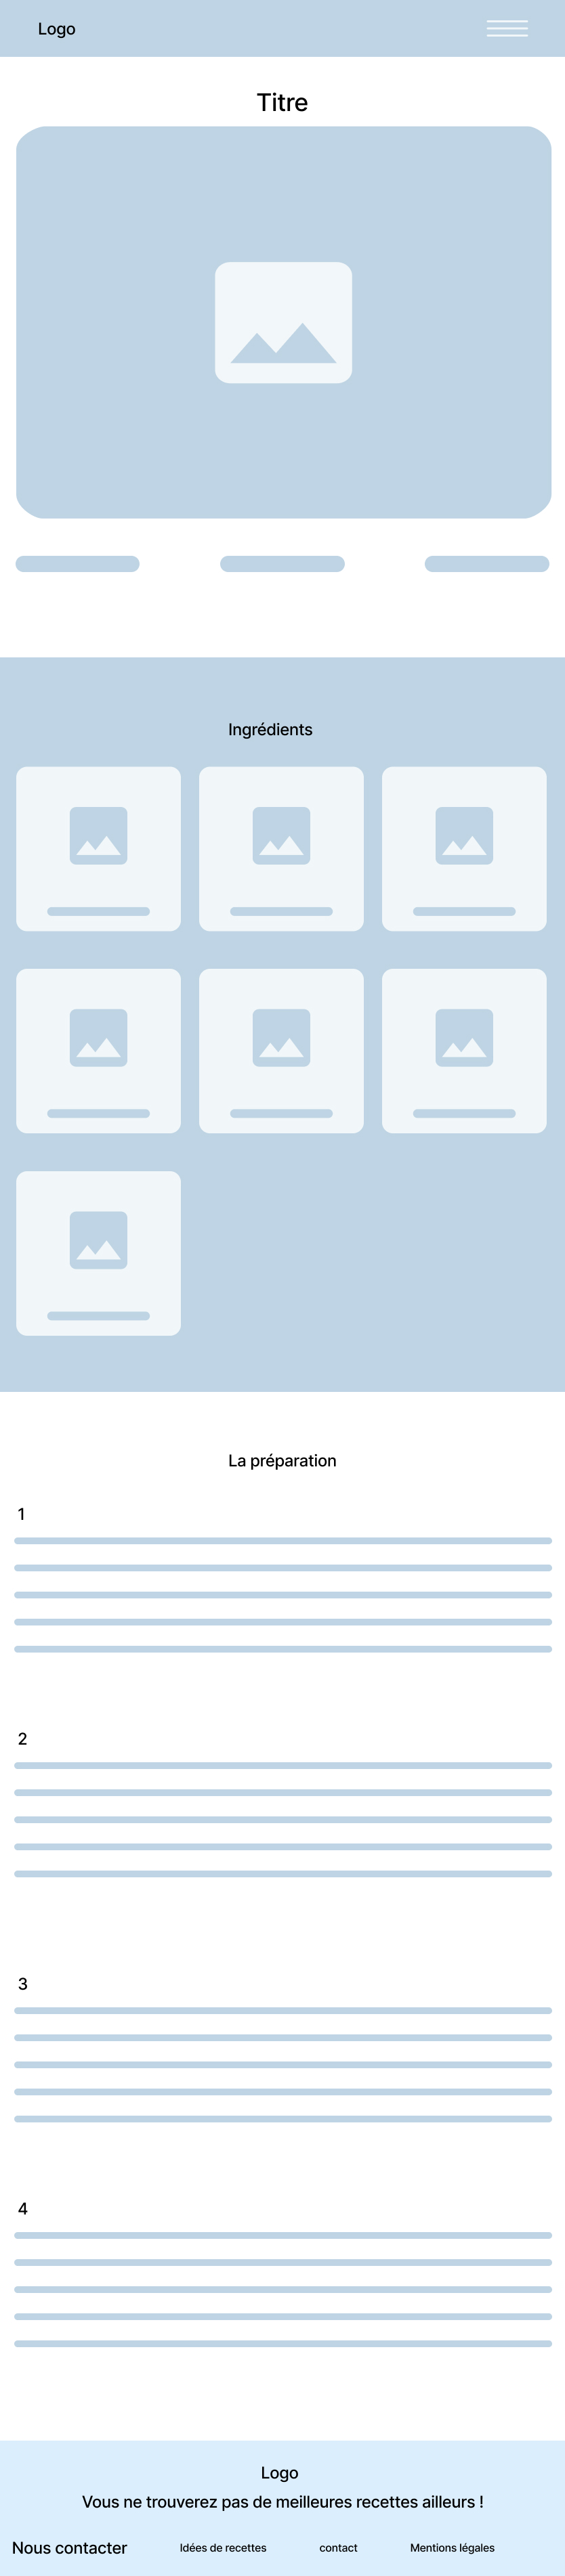 Logo
Titre
Ingrédients
La préparation
1
2
3
4
Logo
Vous ne trouverez pas de meilleures recettes ailleurs !
Nous contacter
Idées de recettes
contact
Mentions légales